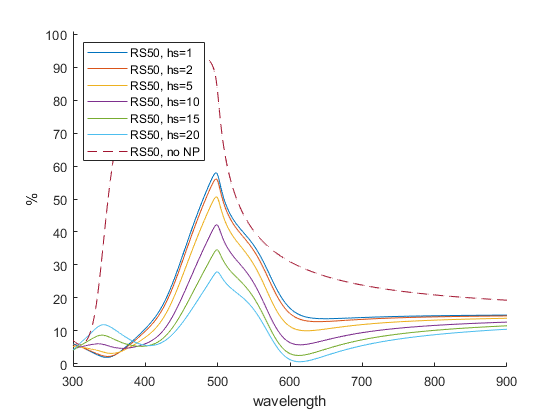 100
90
80
70
60
50
40
30
20
10
0
%
RS50, hs=1
RS50, hs=2
RS50, hs=5
RS50, hs=10
RS50, hs=15
RS50, hs=20
RS50, no NP
300 400 500 600 700 800 900
wavelength